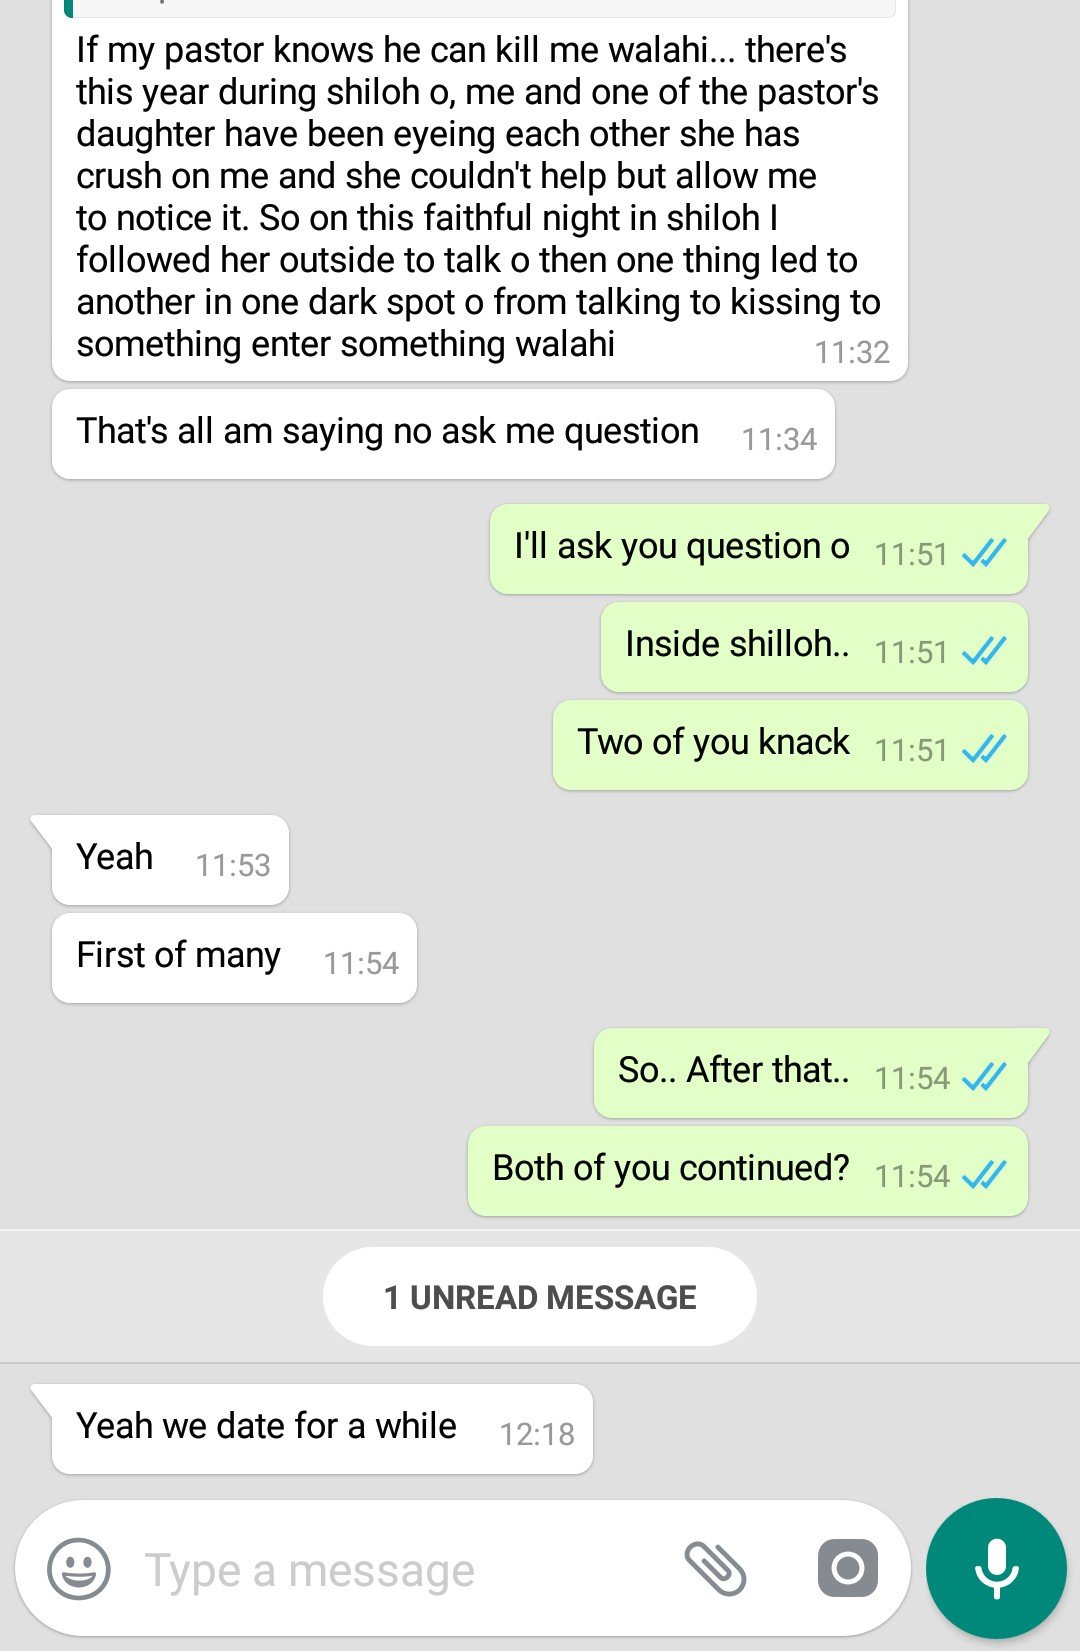 If my pastor knows he can kill me walahi... there's
this year during shiloh o, me and one of the pastor's
daughter have been eyeing each other she has
crush on me and she couldn't help but allow me
to notice it. So on this faithful night in shiloh I
followed her outside to talk o then one thing led to
another in one dark spot o from talking to kissing to
something enter something walahi
11:32
That's all am saying no ask me question 11:34
I'll ask you question o 11:51
Inside shilloh.. 11:51
Two of you knack 11:51
Yeah 11:53
First of many 11:54
So.. After that.. 11:54
Both of you continued? 11:54
1 UNREAD MESSAGE
Yeah we date for a while 12:18
Type a message